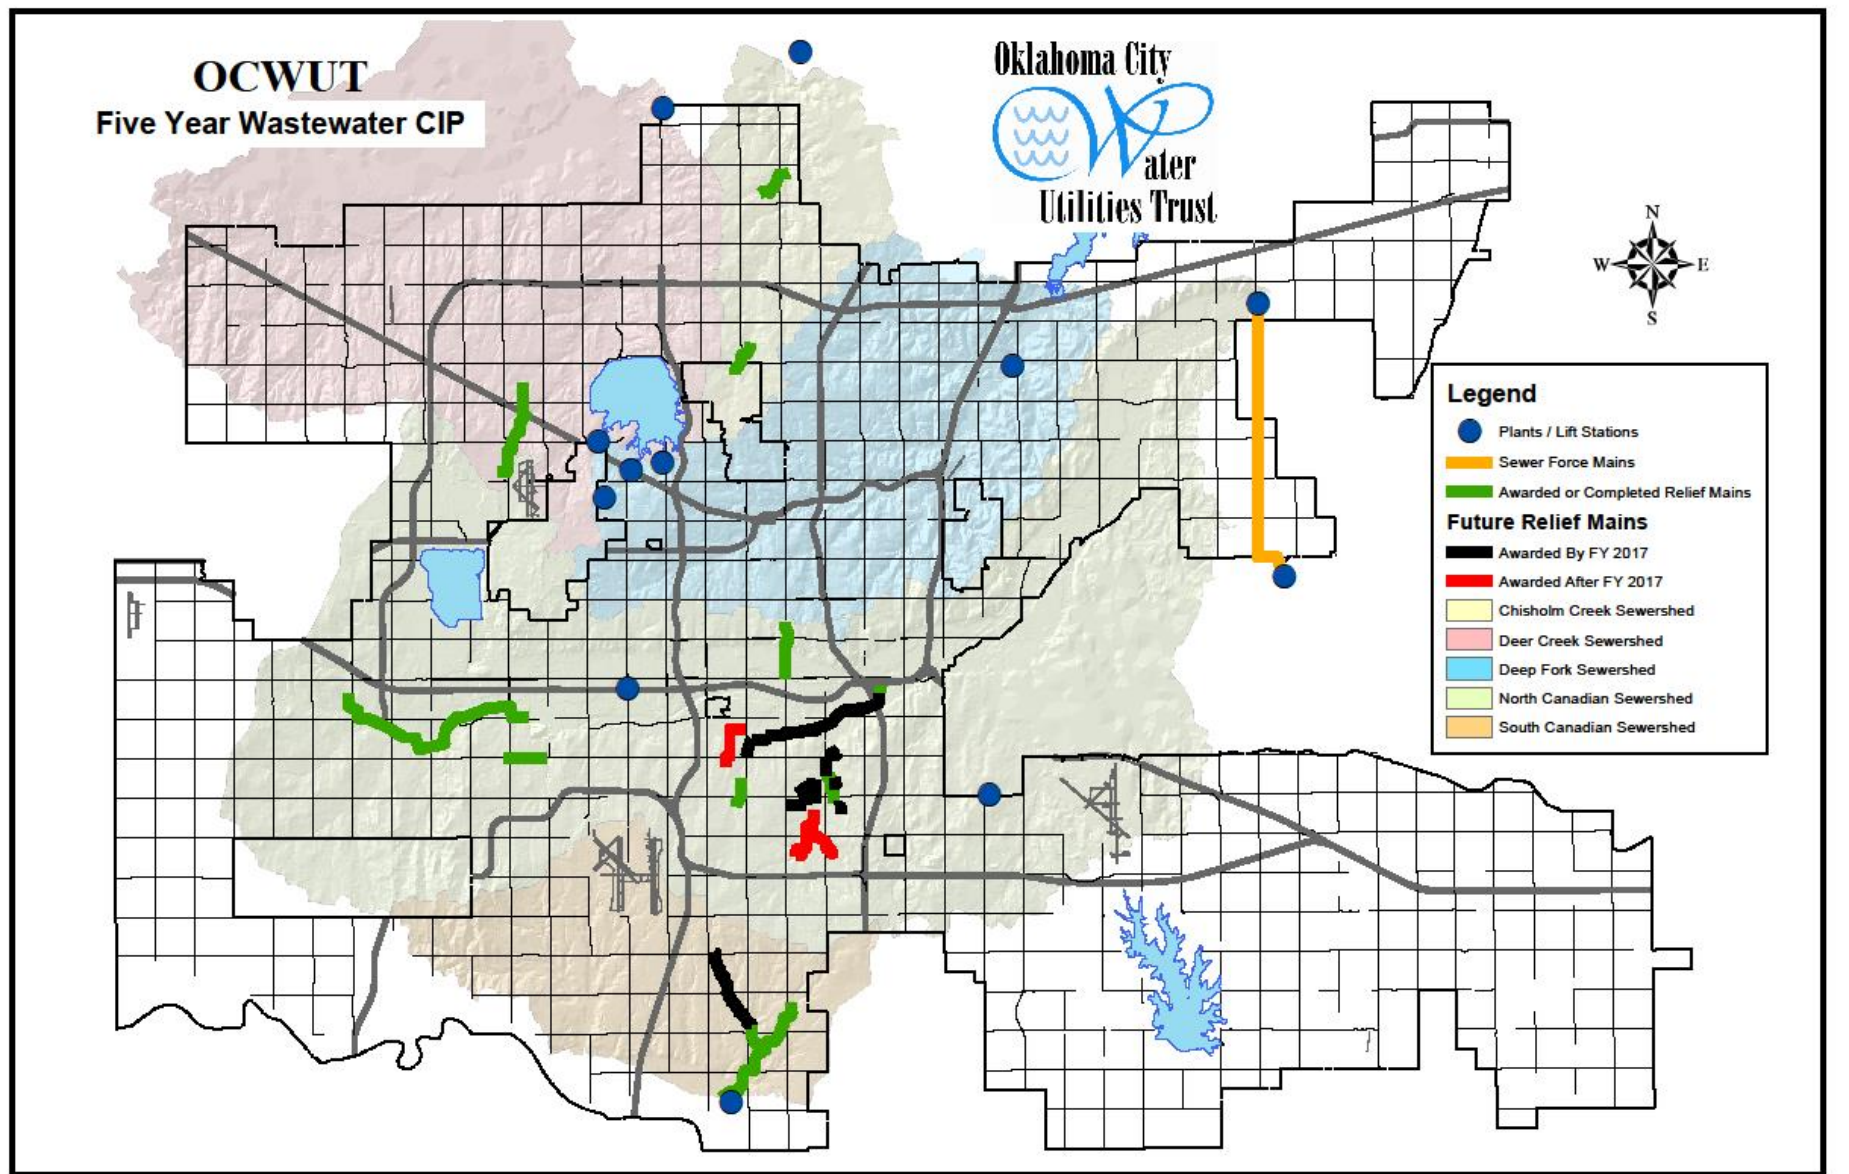 OCWUT
Five Year Wastewater CIP
Oklahoma City
Water
Utilities Trust
N
W E
S
Legend
Plants / Lift Stations
Sewer Force Mains
Awarded or Completed Relief Mains
Future Relief Mains
Awarded By FY 2017
Awarded After FY 2017
Chisholm Creek Sewershed
Deer Creek Sewershed
Deep Fork Sewershed
North Canadian Sewershed
South Canadian Sewershed